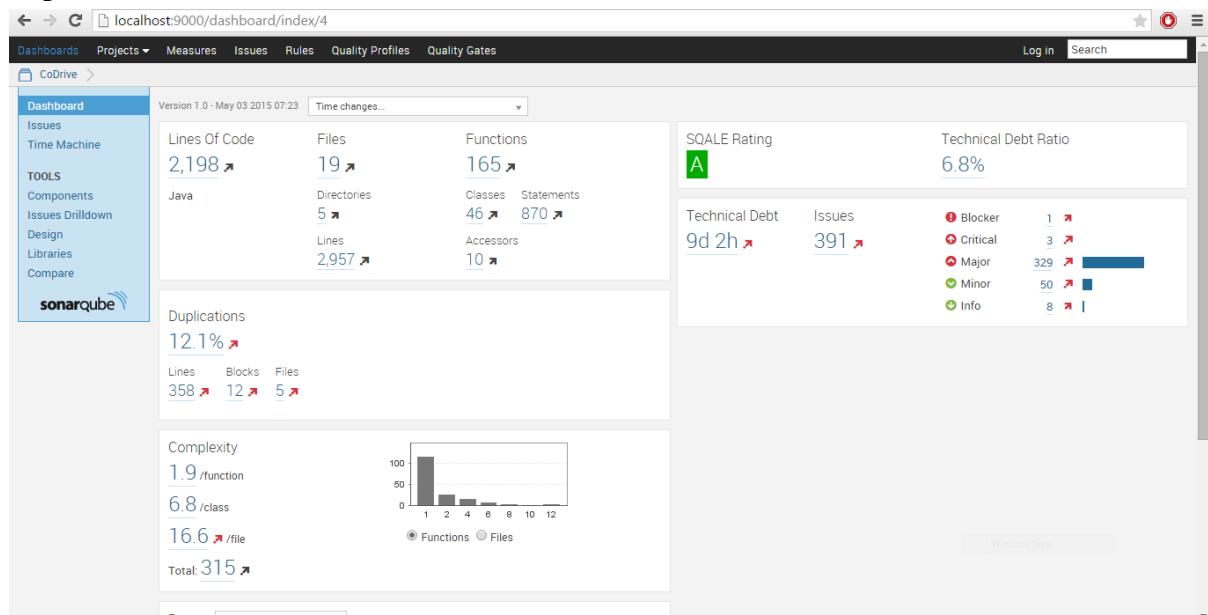 localhost:9000/dashboard/index/4
Dashboards Projects Measures Issues Rules Quality Profiles Quality Gates Log in Search
CoDrive
Dashboard
Issues
Time Machine
TOOLS
Components
Issues Drilldown
Design
Libraries
Compare
sonarqube
Version 1.0 - May 03 2015 07:23 Time changes...
Lines Of Code Files Functions
2,198 19 165
Java Directories Classes Statements
5 46 870
Lines Accessors
2,957 10
Duplications
12.1%
Lines Blocks Files
358 12 5
Complexity
1.9 /function
6.8 /class
16.6 /file
Total: 315
100
50
0
1 2 4 6 8 10 12
Functions Files
SQALE Rating Technical Debt Ratio
A 6.8%
Technical Debt Issues
9d 2h 391
Blocker 1
Critical 3
Major 329
Minor 50
Info 8